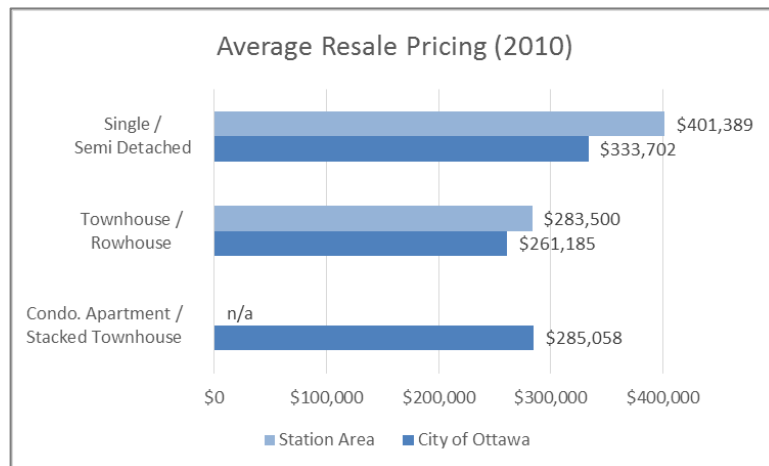 Average Resale Pricing (2010)
Single /
Semi Detached
$401,389
$333,702
Townhouse /
Rowhouse
$283,500
$261,185
Condo. Apartment /
Stacked Townhouse
n/a
$285,058
$0 $100,000 $200,000 $300,000 $400,000
Station Area City of Ottawa